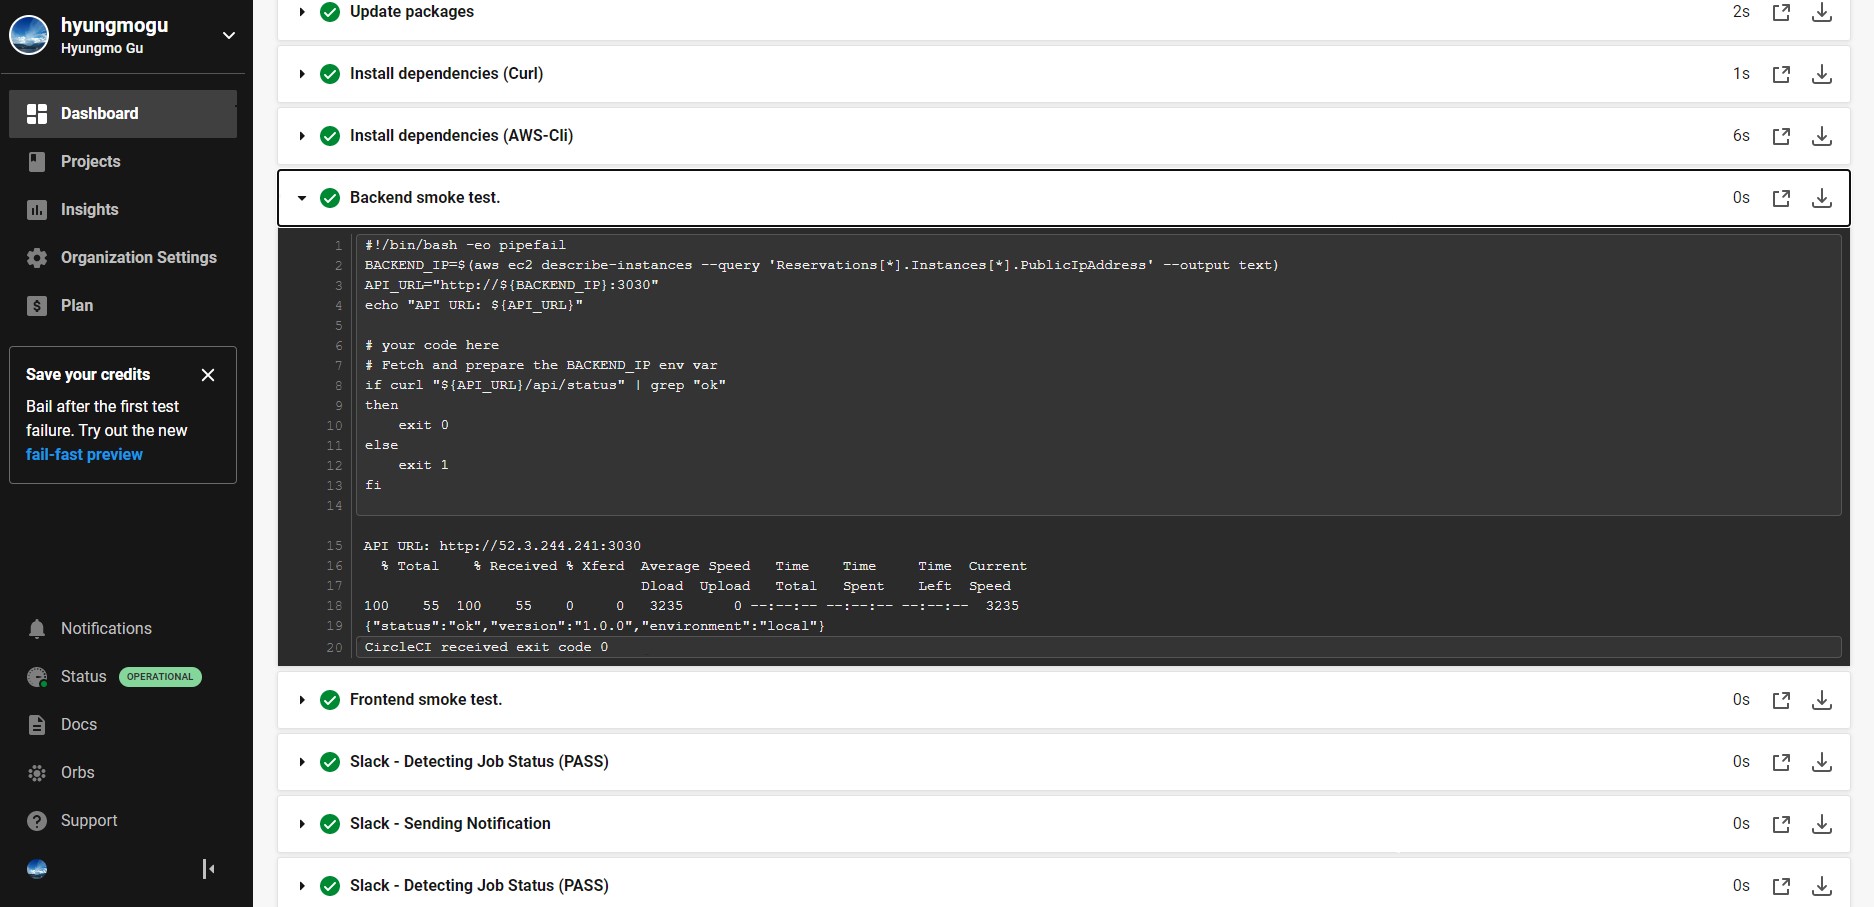 hyungmogu
Hyungmo Gu
Dashboard
Projects
Insights
Organization Settings
Plan
Save your credits
Bail after the first test
failure. Try out the new
fail-fast preview
Notifications
Status OPERATIONAL
Docs
Orbs
Support
Update packages 2s
Install dependencies (Curl) 1s
Install dependencies (AWS-Cli) 6s
Backend smoke test. 0s
1 #!/bin/bash -eo pipefail
2 BACKEND_IP=$(aws ec2 describe-instances --query 'Reservations[*].Instances[*].PublicIpAddress' --output text)
3 API_URL="http://${BACKEND_IP}:3030"
4 echo "API URL: ${API_URL}"
5
6 # your code here
7 # Fetch and prepare the BACKEND_IP env var
8 if curl "${API_URL}/api/status" | grep "ok"
9 then
10     exit 0
11 else
12     exit 1
13 fi
14
15 API URL: http://52.3.244.241:3030
16   % Total    % Received % Xferd  Average Speed   Time    Time     Time  Current
17                                  Dload  Upload   Total   Spent    Left  Speed
18 100    55  100    55    0     0   3235      0 --:--:-- --:--:-- --:--:--  3235
19 {"status":"ok","version":"1.0.0","environment":"local"}
20 CircleCI received exit code 0
Frontend smoke test. 0s
Slack - Detecting Job Status (PASS) 0s
Slack - Sending Notification 0s
Slack - Detecting Job Status (PASS) 0s